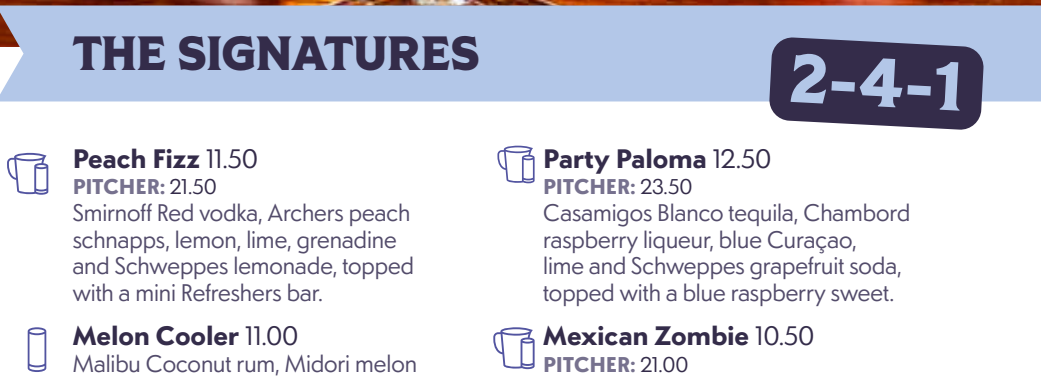 THE SIGNATURES
2-4-1
Peach Fizz 11.50
PITCHER: 21.50
Smirnoff Red vodka, Archers peach
schnapps, lemon, lime, grenadine
and Schweppes lemonade, topped
with a mini Refreshers bar.
Melon Cooler 11.00
Malibu Coconut rum, Midori melon
Party Paloma 12.50
PITCHER: 23.50
Casamigos Blanco tequila, Chambord
raspberry liqueur, blue Curaçao,
lime and Schweppes grapefruit soda,
topped with a blue raspberry sweet.
Mexican Zombie 10.50
PITCHER: 21.00